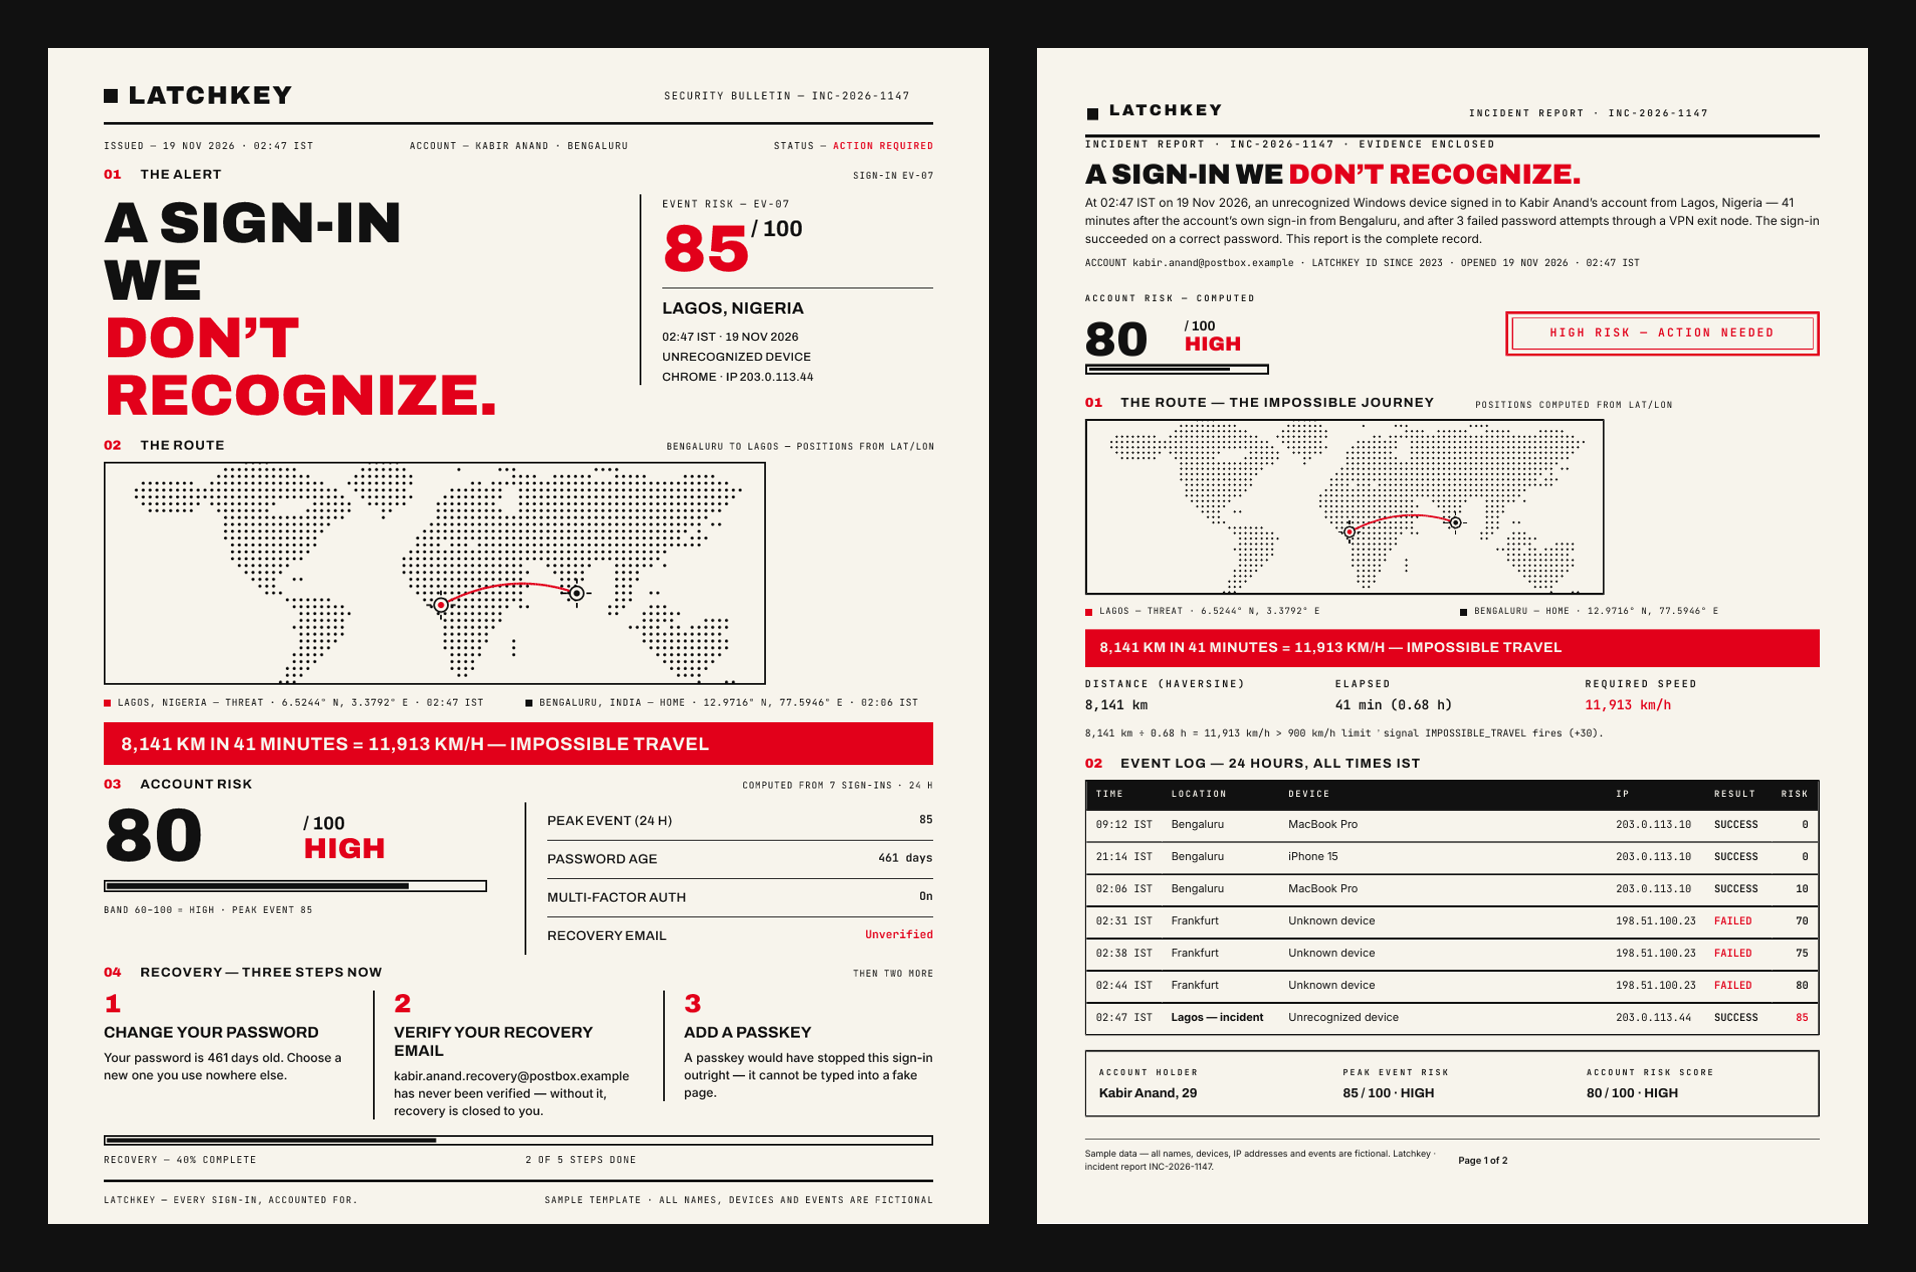 LATCHKEY
SECURITY BULLETIN — INC-2026-1147
ISSUED — 19 NOV 2026 · 02:47 IST
ACCOUNT — KABIR ANAND · BENGALURU
STATUS — ACTION REQUIRED
01 THE ALERT
SIGN-IN EV-07
A SIGN-IN
WE
DON’T
RECOGNIZE.
EVENT RISK — EV-07
85 / 100
LAGOS, NIGERIA
02:47 IST · 19 NOV 2026
UNRECOGNIZED DEVICE
CHROME · IP 203.0.113.44
02 THE ROUTE
BENGALURU TO LAGOS — POSITIONS FROM LAT/LON
LAGOS, NIGERIA — THREAT · 6.5244° N, 3.3792° E · 02:47 IST
BENGALURU, INDIA — HOME · 12.9716° N, 77.5946° E · 02:06 IST
8,141 KM IN 41 MINUTES = 11,913 KM/H — IMPOSSIBLE TRAVEL
03 ACCOUNT RISK
COMPUTED FROM 7 SIGN-INS · 24 H
80 / 100
HIGH
BAND 60–100 = HIGH · PEAK EVENT 85
PEAK EVENT (24 H) 85
PASSWORD AGE 461 days
MULTI-FACTOR AUTH On
RECOVERY EMAIL Unverified
04 RECOVERY — THREE STEPS NOW
THEN TWO MORE
1
CHANGE YOUR PASSWORD
Your password is 461 days old. Choose a
new one you use nowhere else.
2
VERIFY YOUR RECOVERY
EMAIL
kabir.anand.recovery@postbox.example
has never been verified — without it,
recovery is closed to you.
3
ADD A PASSKEY
A passkey would have stopped this sign-in
outright — it cannot be typed into a fake
page.
RECOVERY — 40% COMPLETE
2 OF 5 STEPS DONE
LATCHKEY — EVERY SIGN-IN, ACCOUNTED FOR.
SAMPLE TEMPLATE · ALL NAMES, DEVICES AND EVENTS ARE FICTIONAL
LATCHKEY
INCIDENT REPORT · INC-2026-1147
INCIDENT REPORT · INC-2026-1147 · EVIDENCE ENCLOSED
A SIGN-IN WE DON’T RECOGNIZE.
At 02:47 IST on 19 Nov 2026, an unrecognized Windows device signed in to Kabir Anand’s account from Lagos, Nigeria — 41
minutes after the account’s own sign-in from Bengaluru, and after 3 failed password attempts through a VPN exit node. The sign-in
succeeded on a correct password. This report is the complete record.
ACCOUNT kabir.anand@postbox.example · LATCHKEY ID SINCE 2023 · OPENED 19 NOV 2026 · 02:47 IST
ACCOUNT RISK — COMPUTED
80 / 100
HIGH
HIGH RISK — ACTION NEEDED
01 THE ROUTE — THE IMPOSSIBLE JOURNEY
POSITIONS COMPUTED FROM LAT/LON
LAGOS — THREAT · 6.5244° N, 3.3792° E
BENGALURU — HOME · 12.9716° N, 77.5946° E
8,141 KM IN 41 MINUTES = 11,913 KM/H — IMPOSSIBLE TRAVEL
DISTANCE (HAVERSINE) ELAPSED REQUIRED SPEED
8,141 km 41 min (0.68 h) 11,913 km/h
8,141 km ÷ 0.68 h = 11,913 km/h > 900 km/h limit ' signal IMPOSSIBLE_TRAVEL fires (+30).
02 EVENT LOG — 24 HOURS, ALL TIMES IST
TIME LOCATION DEVICE IP RESULT RISK
09:12 IST Bengaluru MacBook Pro 203.0.113.10 SUCCESS 0
21:14 IST Bengaluru iPhone 15 203.0.113.10 SUCCESS 0
02:06 IST Bengaluru MacBook Pro 203.0.113.10 SUCCESS 10
02:31 IST Frankfurt Unknown device 198.51.100.23 FAILED 70
02:38 IST Frankfurt Unknown device 198.51.100.23 FAILED 75
02:44 IST Frankfurt Unknown device 198.51.100.23 FAILED 80
02:47 IST Lagos — incident Unrecognized device 203.0.113.44 SUCCESS 85
ACCOUNT HOLDER PEAK EVENT RISK ACCOUNT RISK SCORE
Kabir Anand, 29 85 / 100 · HIGH 80 / 100 · HIGH
Sample data — all names, devices, IP addresses and events are fictional. Latchkey ·
incident report INC-2026-1147.
Page 1 of 2